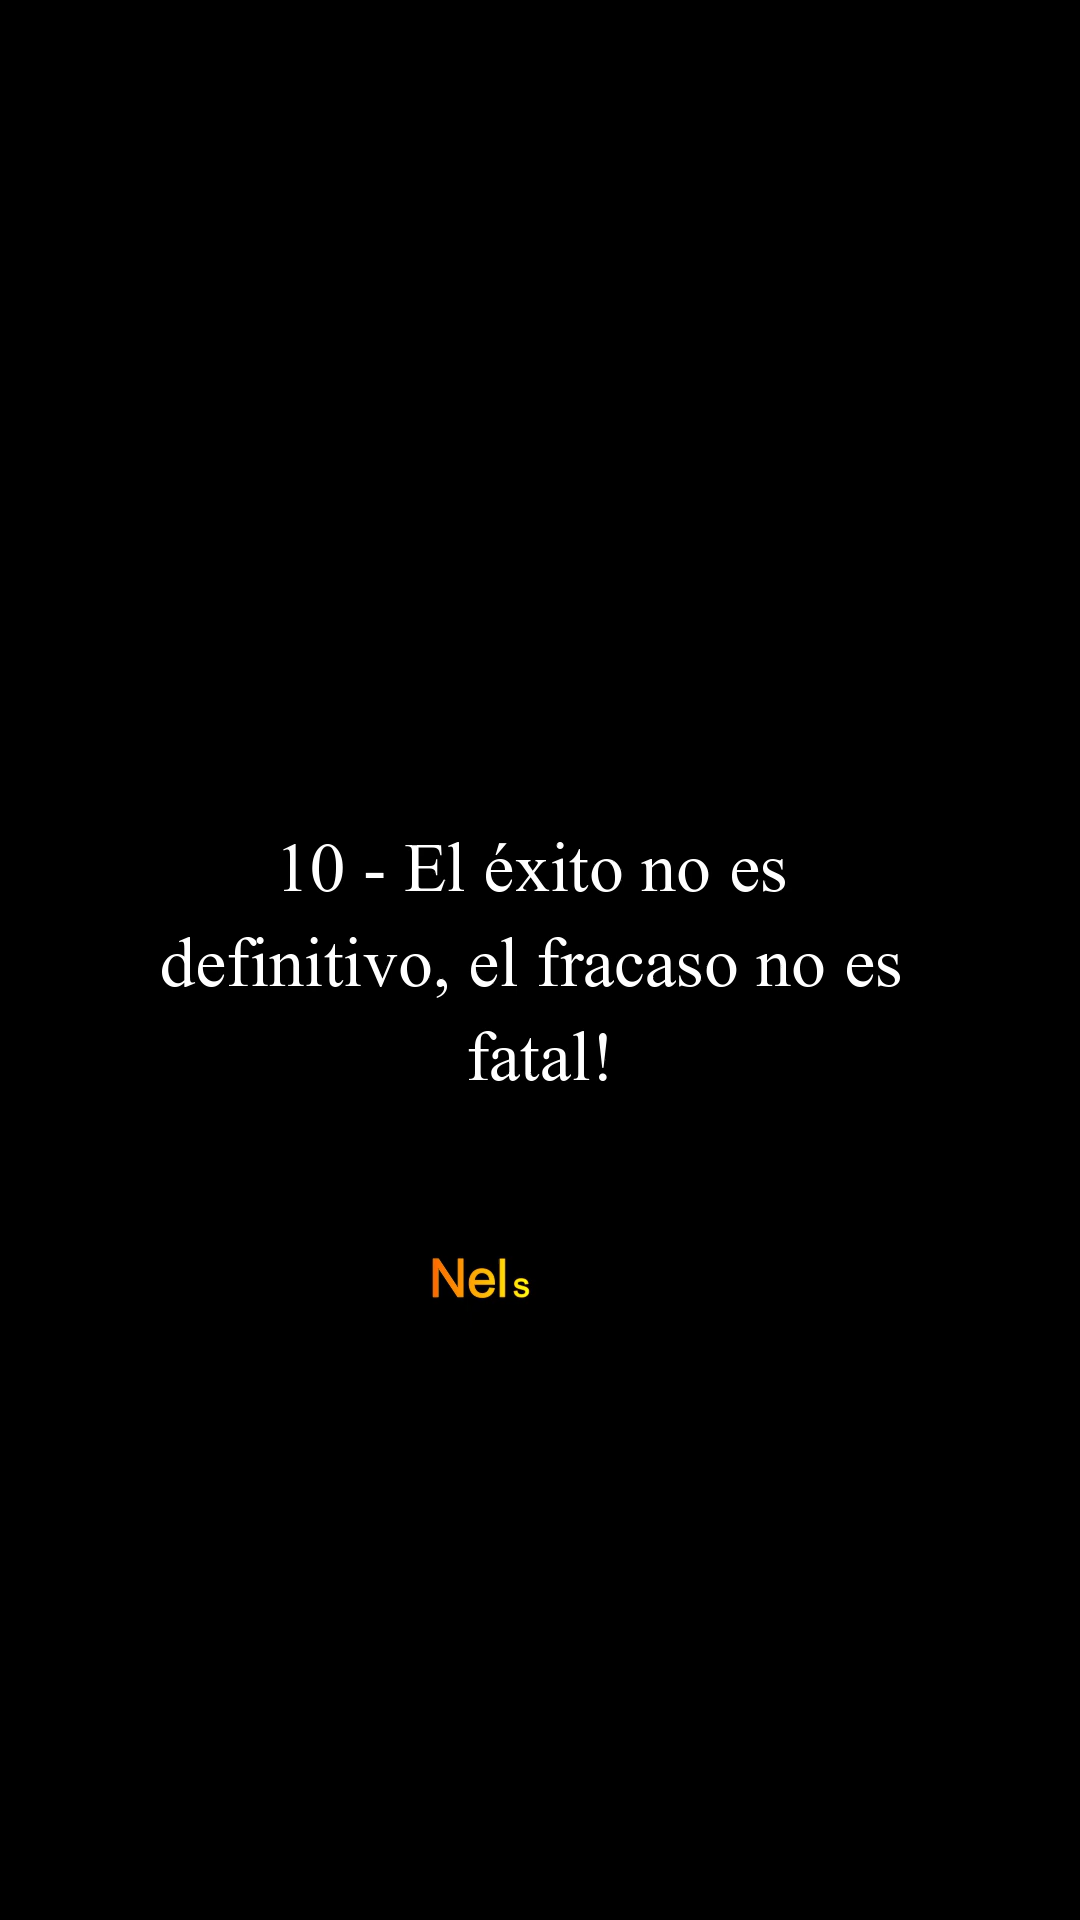 10 - El éxito no es
definitivo, el fracaso no es
fatal!
Nels